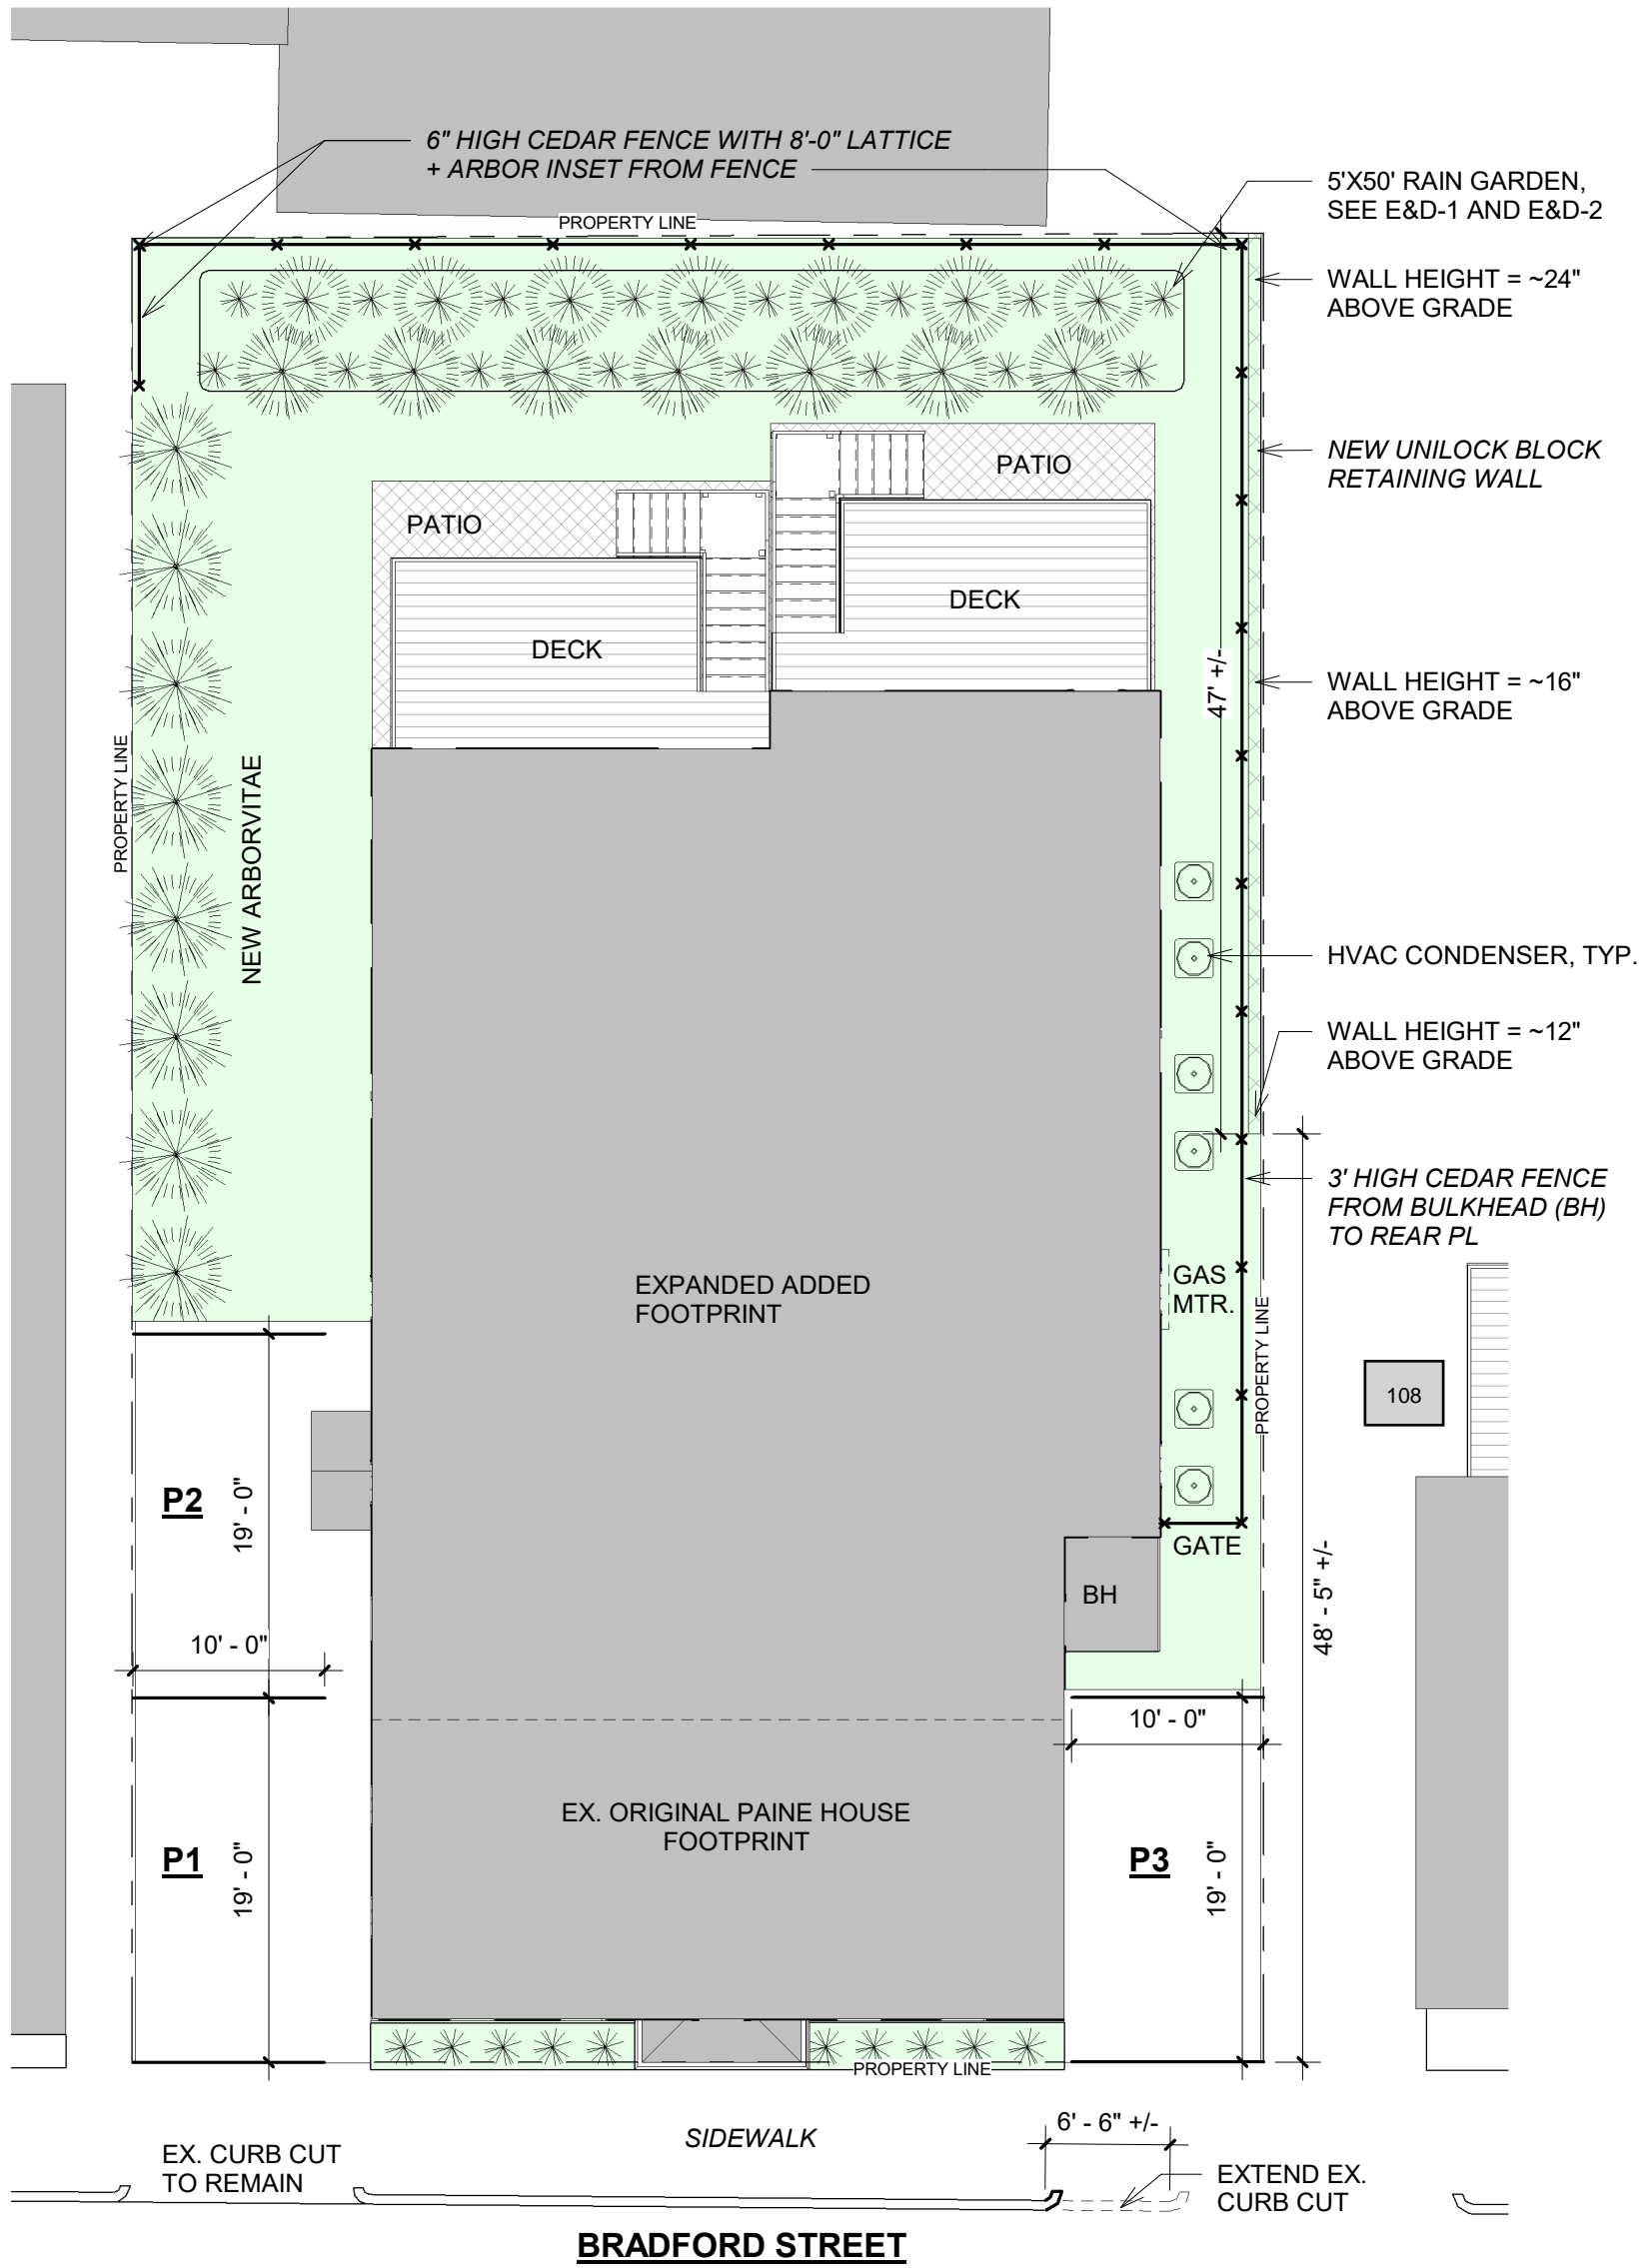 6" HIGH CEDAR FENCE WITH 8'-0" LATTICE
+ ARBOR INSET FROM FENCE
5'X50' RAIN GARDEN,
SEE E&D-1 AND E&D-2
PROPERTY LINE
WALL HEIGHT = ~24"
ABOVE GRADE
NEW UNILOCK BLOCK
RETAINING WALL
PATIO
PATIO
DECK
DECK
47' +/-
WALL HEIGHT = ~16"
ABOVE GRADE
PROPERTY LINE
NEW ARBORVITAE
HVAC CONDENSER, TYP.
WALL HEIGHT = ~12"
ABOVE GRADE
3' HIGH CEDAR FENCE
FROM BULKHEAD (BH)
TO REAR PL
EXPANDED ADDED
FOOTPRINT
GAS
MTR.
PROPERTY LINE
108
P2
19' - 0"
GATE
BH
48' - 5" +/-
10' - 0"
10' - 0"
EX. ORIGINAL PAINE HOUSE
FOOTPRINT
P1
19' - 0"
P3
19' - 0"
PROPERTY LINE
6' - 6" +/-
SIDEWALK
EX. CURB CUT
TO REMAIN
EXTEND EX.
CURB CUT
BRADFORD STREET